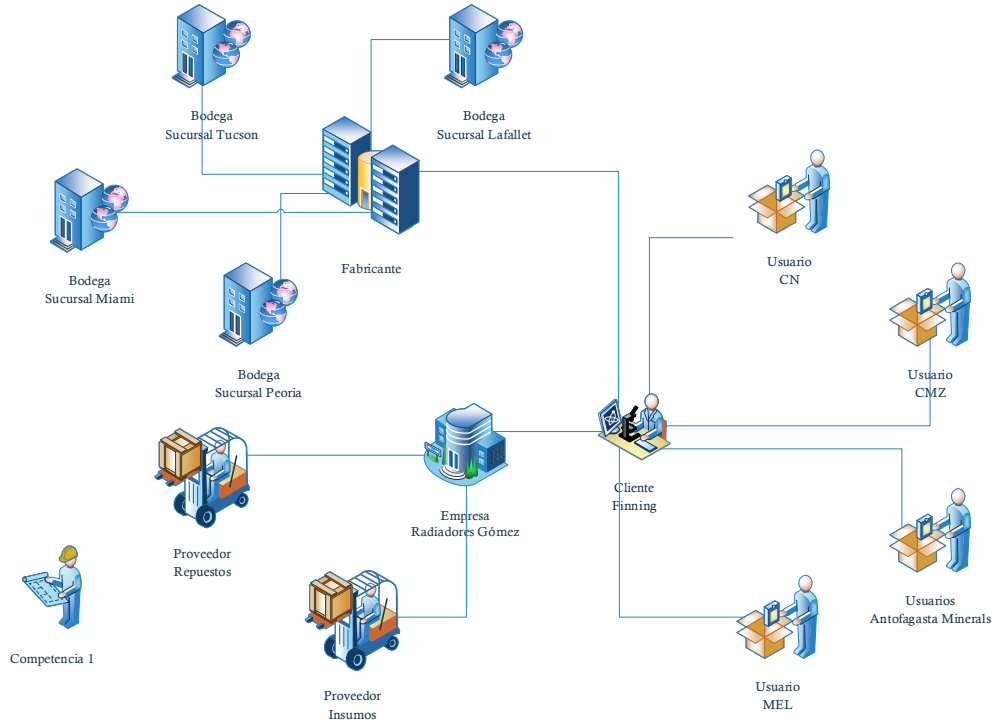 Bodega
Sucursal Tucson
Bodega
Sucursal Lafallet
Fabricante
Usuario
CN
Bodega
Sucursal Miami
Bodega
Sucursal Peoria
Usuario
CMZ
Cliente
Finning
Empresa
Radiadores Gómez
Proveedor
Repuestos
Usuarios
Antofagasta Minerals
Competencia 1
Proveedor
Insumos
Usuario
MEL